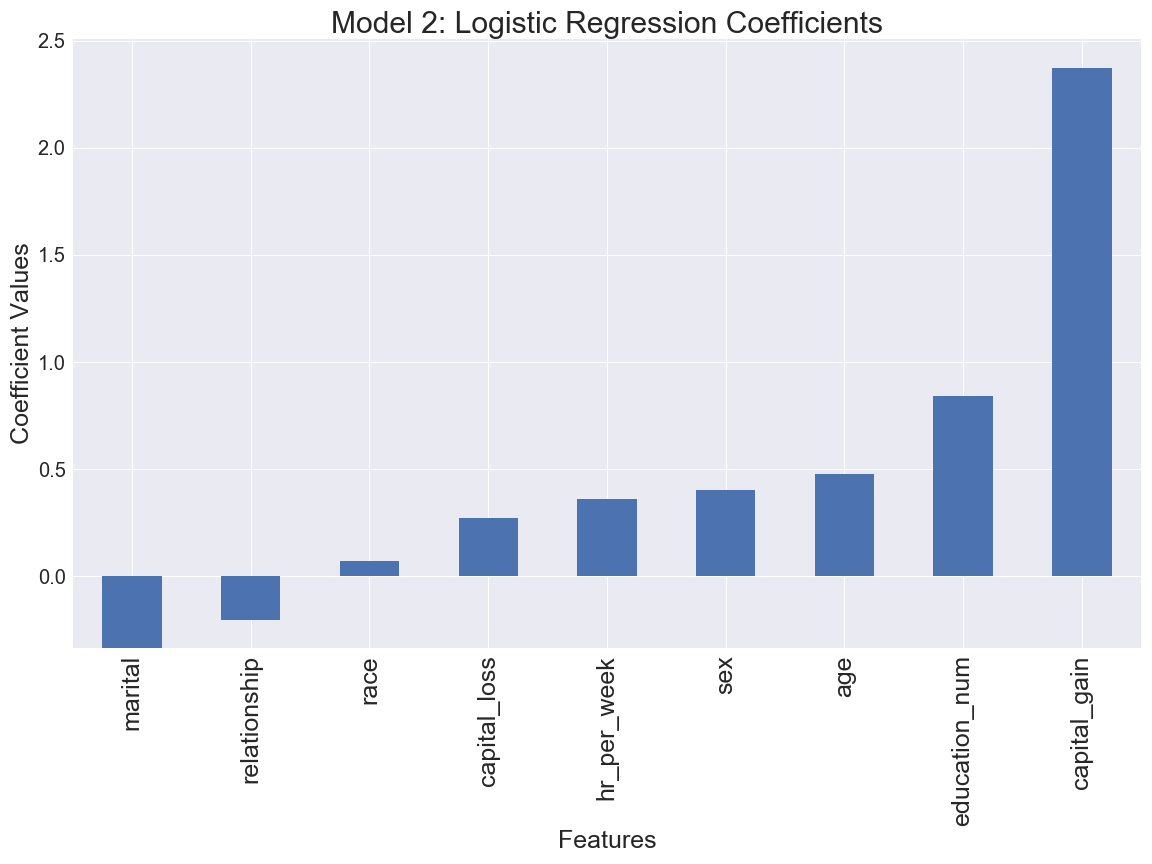 Model 2: Logistic Regression Coefficients
2.5
2.0
1.5
1.0
0.5
0.0
Coefficient Values
marital
relationship
race
capital_loss
hr_per_week
sex
age
education_num
capital_gain
Features